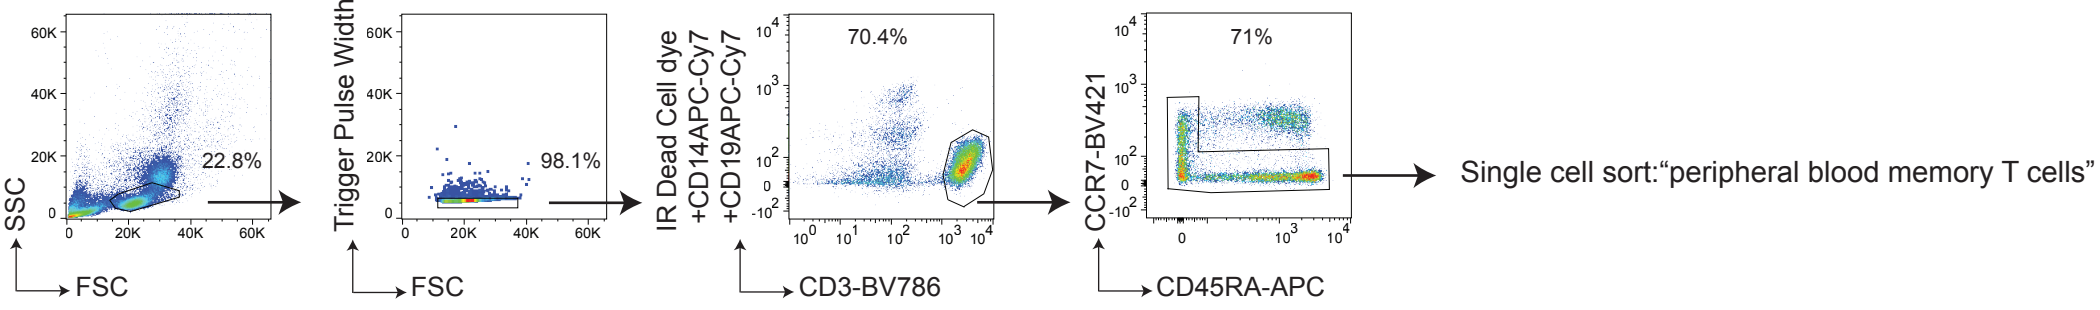 SSC
60K
40K
20K
0
22.8%
0 20K 40K 60K
FSC
Trigger Pulse Width
60K
40K
20K
0
98.1%
0 20K 40K 60K
FSC
IR Dead Cell dye
+CD14APC-Cy7
+CD19APC-Cy7
10^4
10^3
10^2
0
-10^2
70.4%
10^0 10^1 10^2 10^3 10^4
CD3-BV786
CCR7-BV421
10^4
10^3
10^2
0
-10^2
71%
0 10^3 10^4
CD45RA-APC
Single cell sort:“peripheral blood memory T cells”